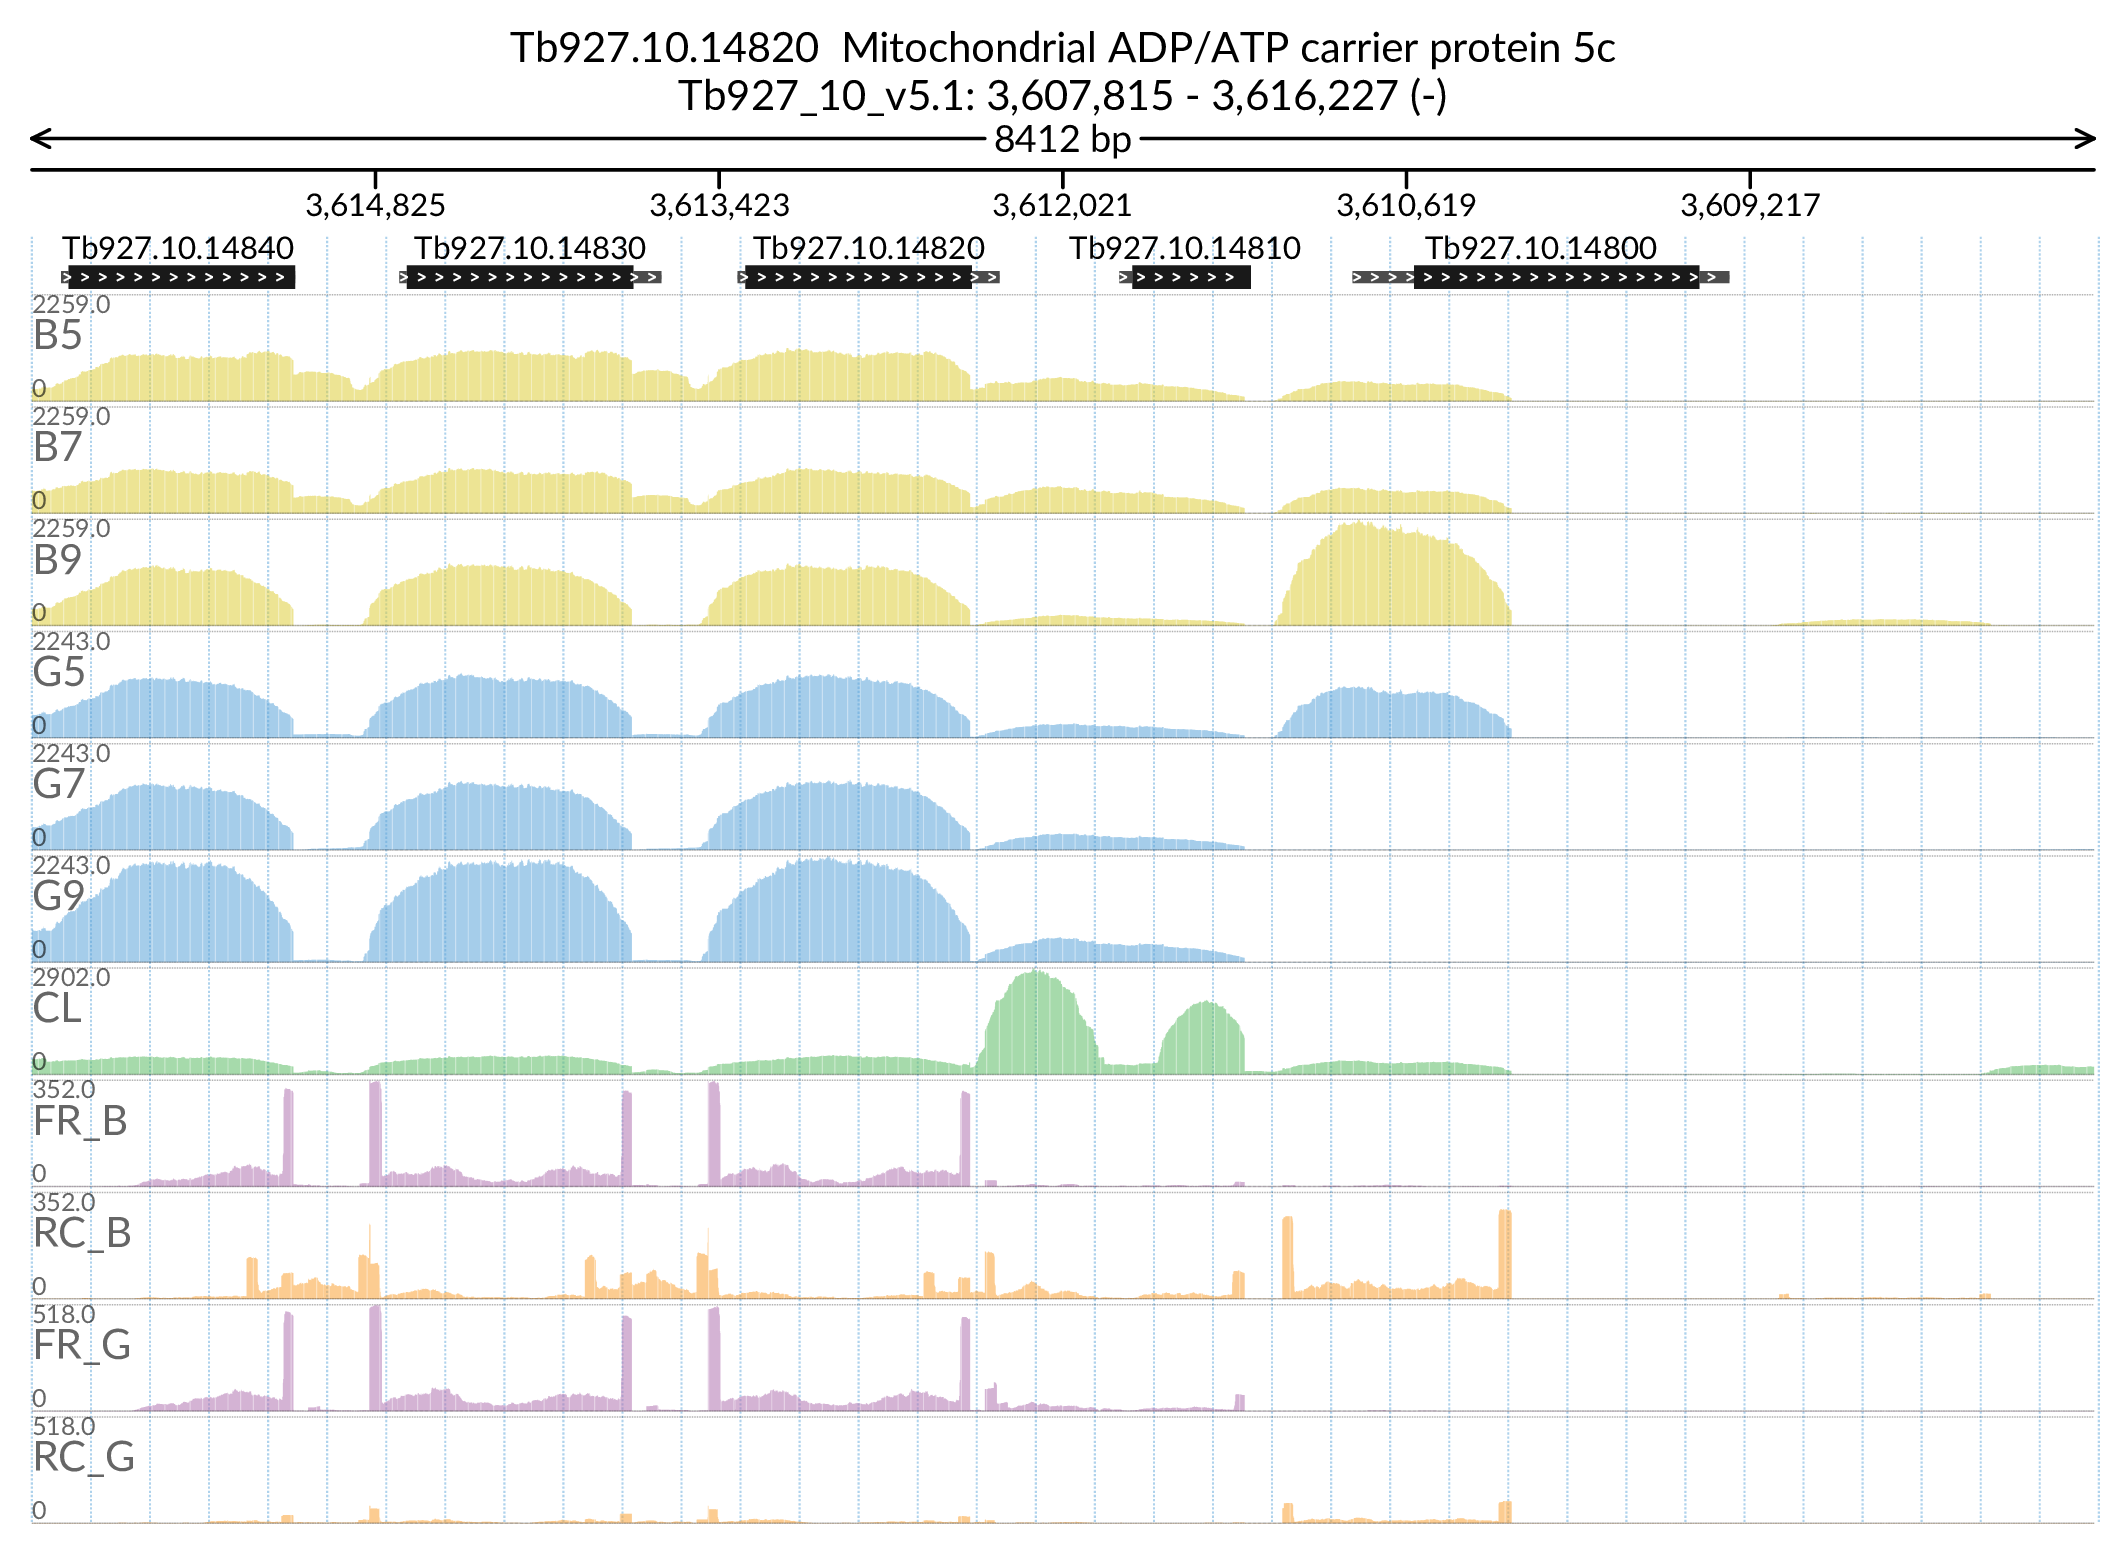 Tb927.10.14820  Mitochondrial ADP/ATP carrier protein 5c
Tb927_10_v5.1: 3,607,815 - 3,616,227 (-)
8412 bp
3,614,825 3,613,423 3,612,021 3,610,619 3,609,217
Tb927.10.14840 Tb927.10.14830 Tb927.10.14820 Tb927.10.14810 Tb927.10.14800
2259.0
B5
0
2259.0
B7
0
2259.0
B9
0
2243.0
G5
0
2243.0
G7
0
2243.0
G9
0
2902.0
CL
0
352.0
FR_B
0
352.0
RC_B
0
518.0
FR_G
0
518.0
RC_G
0